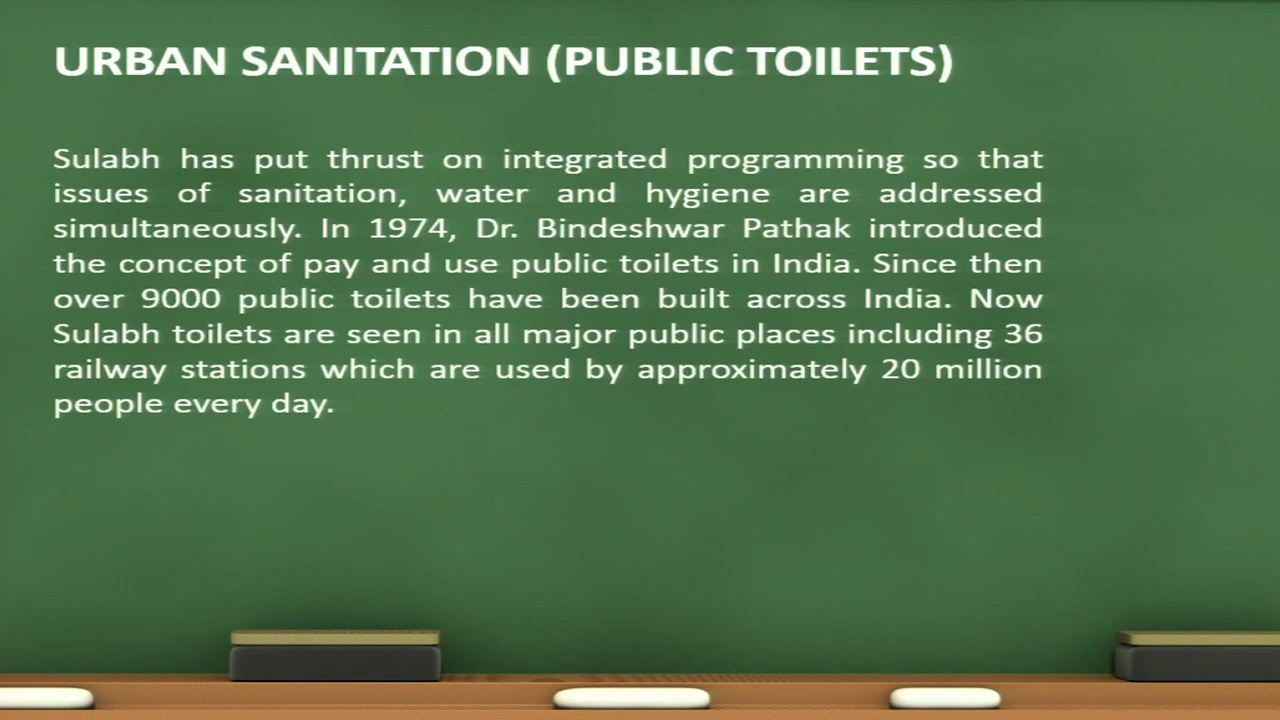 URBAN SANITATION (PUBLIC TOILETS)
Sulabh has put thrust on integrated programming so that
issues of sanitation, water and hygiene are addressed
simultaneously. In 1974, Dr. Bindeshwar Pathak introduced
the concept of pay and use public toilets in India. Since then
over 9000 public toilets have been built across India. Now
Sulabh toilets are seen in all major public places including 36
railway stations which are used by approximately 20 million
people every day.